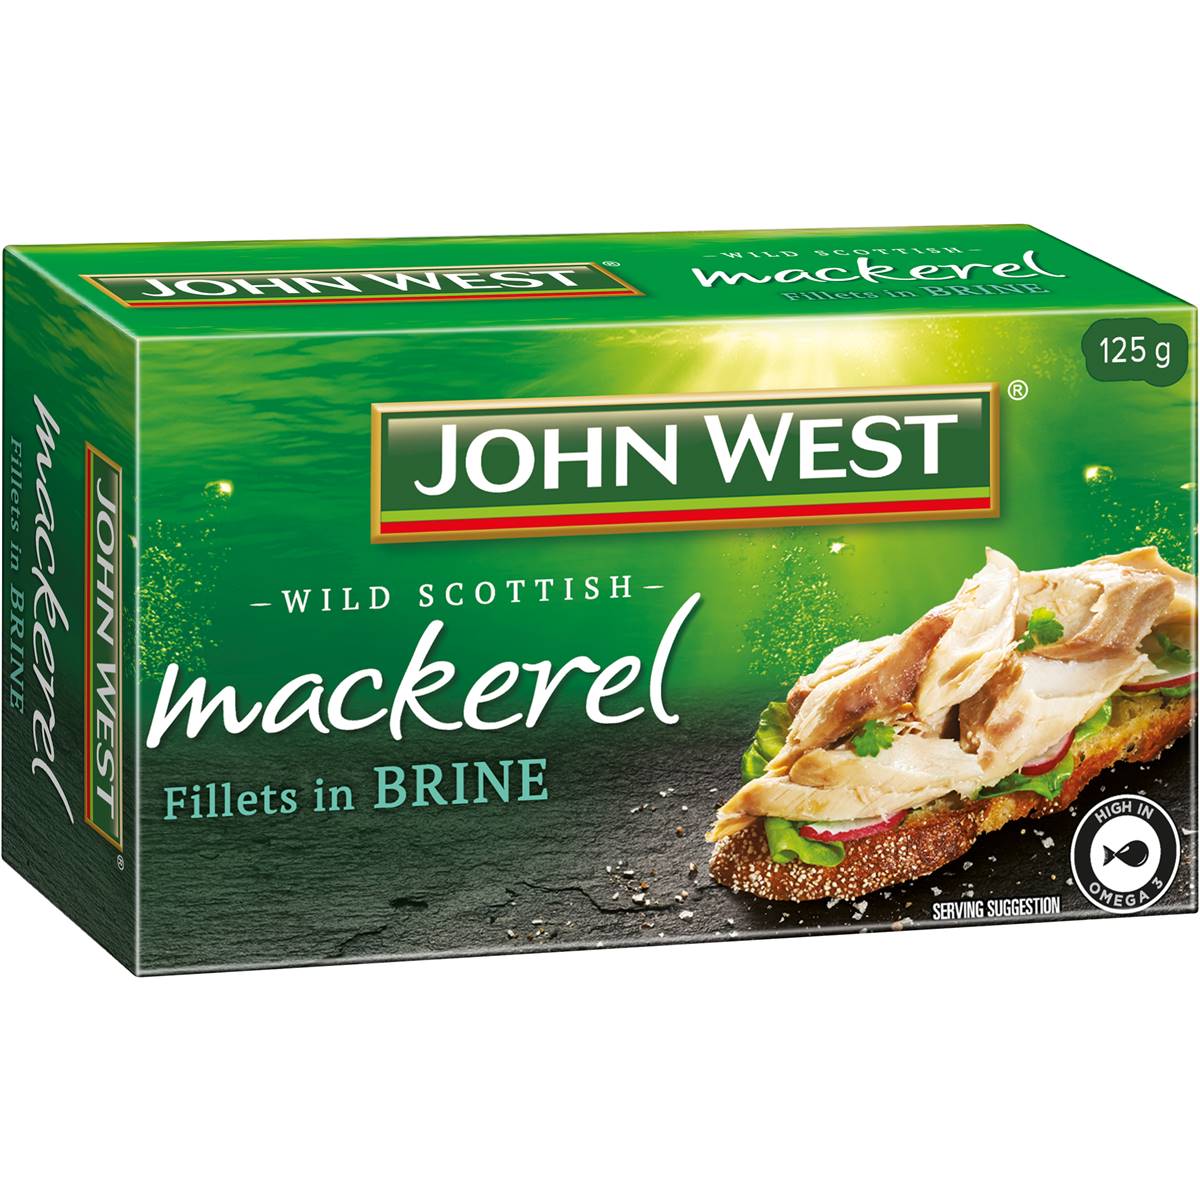 JOHN WEST®
– WILD SCOTTISH –
mackerel
Fillets in BRINE
125 g
JOHN WEST®
– WILD SCOTTISH –
mackerel
Fillets in BRINE
HIGH IN
OMEGA 3
SERVING SUGGESTION
mackerel
Fillets in BRINE
JOHN WEST®